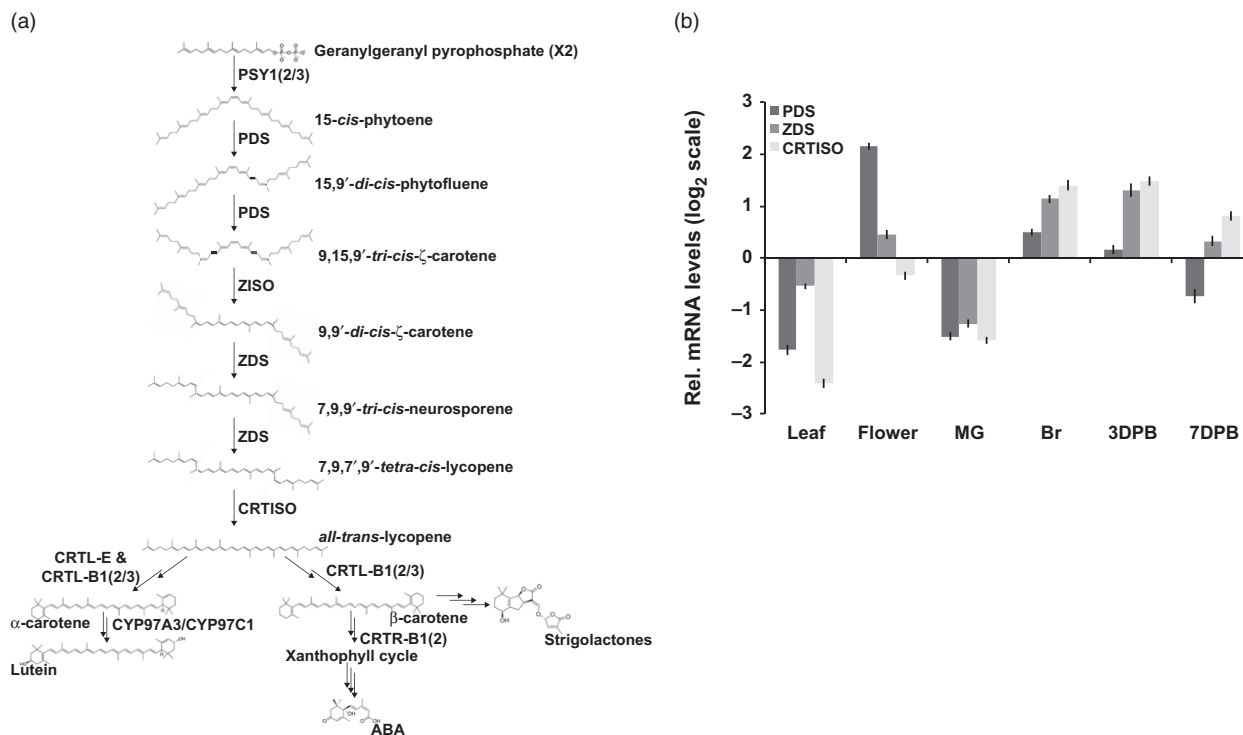 (a)
Geranylgeranyl pyrophosphate (X2)
PSY1(2/3)
15-cis-phytoene
PDS
15,9′-di-cis-phytofluene
PDS
9,15,9′-tri-cis-ζ-carotene
ZISO
9,9′-di-cis-ζ-carotene
ZDS
7,9,9′-tri-cis-neurosporene
ZDS
7,9,7′,9′-tetra-cis-lycopene
CRTISO
all-trans-lycopene
CRTL-E &
CRTL-B1(2/3)
CRTL-B1(2/3)
α-carotene
CYP97A3/CYP97C1
Lutein
β-carotene
CRTR-B1(2)
Xanthophyll cycle
Strigolactones
ABA
(b)
PDS
ZDS
CRTISO
Rel. mRNA levels (log2 scale)
3
2
1
0
–1
–2
–3
Leaf
Flower
MG
Br
3DPB
7DPB